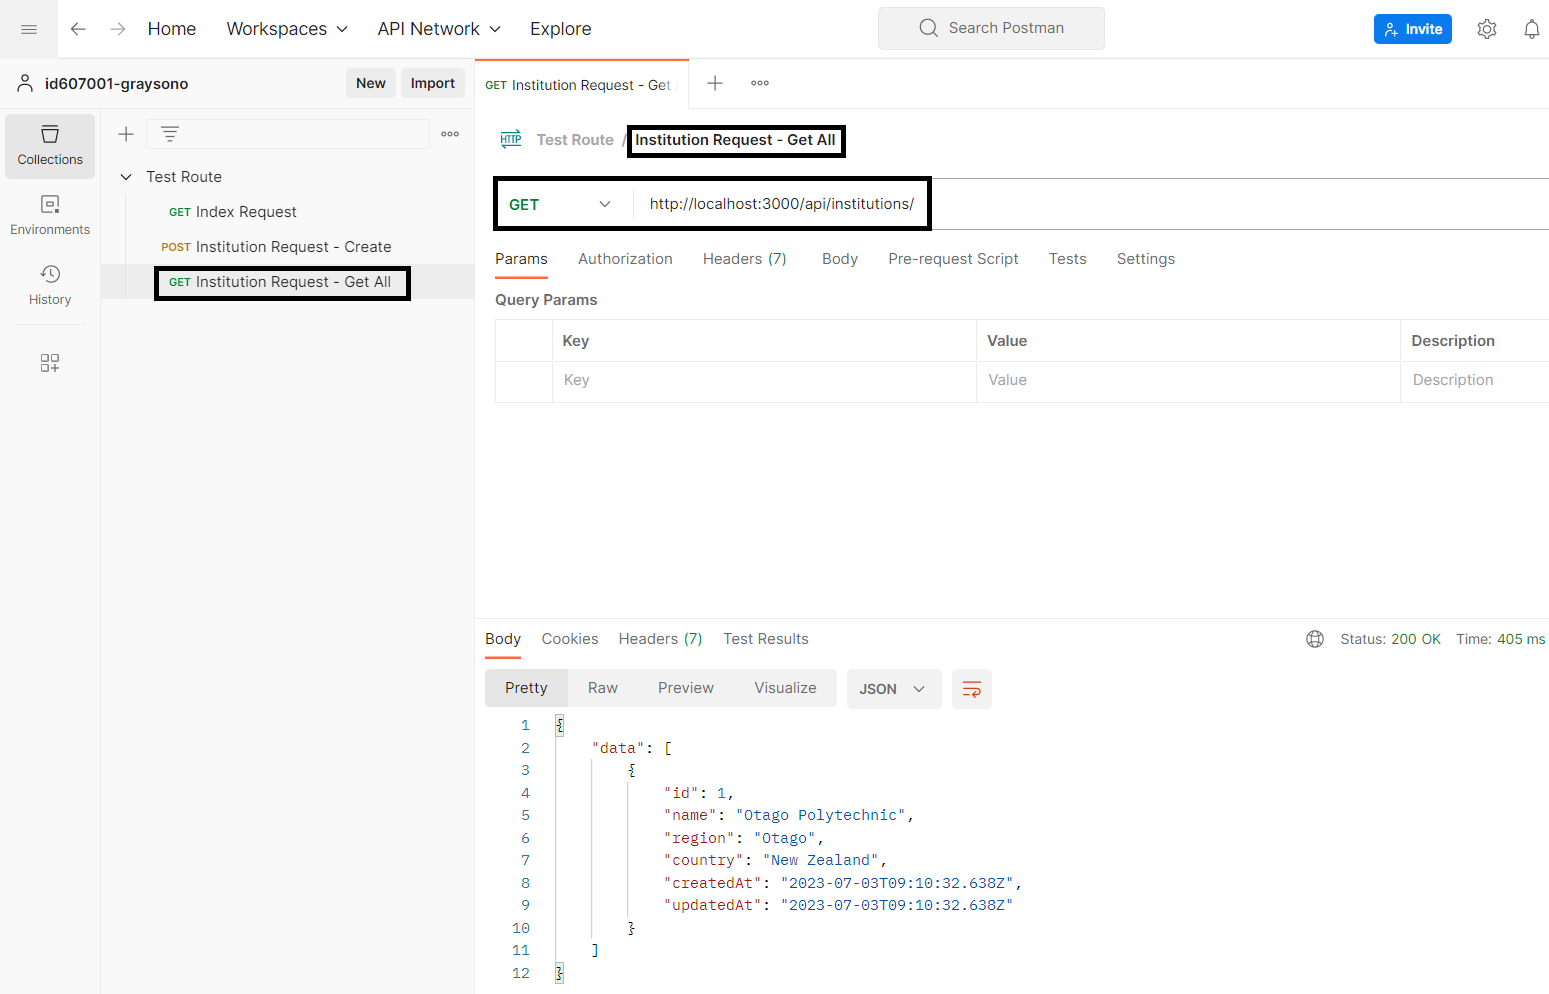 Home Workspaces API Network Explore Search Postman Invite
id607001-graysono New Import
GET Institution Request - Get
Collections
Environments
History
Test Route
GET Index Request
POST Institution Request - Create
GET Institution Request - Get All
HTTP Test Route / Institution Request - Get All
GET http://localhost:3000/api/institutions/
Params Authorization Headers (7) Body Pre-request Script Tests Settings
Query Params
Key Value Description
Key Value Description
Body Cookies Headers (7) Test Results Status: 200 OK Time: 405 ms
Pretty Raw Preview Visualize JSON
1 {
2 "data": [
3 {
4 "id": 1,
5 "name": "Otago Polytechnic",
6 "region": "Otago",
7 "country": "New Zealand",
8 "createdAt": "2023-07-03T09:10:32.638Z",
9 "updatedAt": "2023-07-03T09:10:32.638Z"
10 }
11 ]
12 }